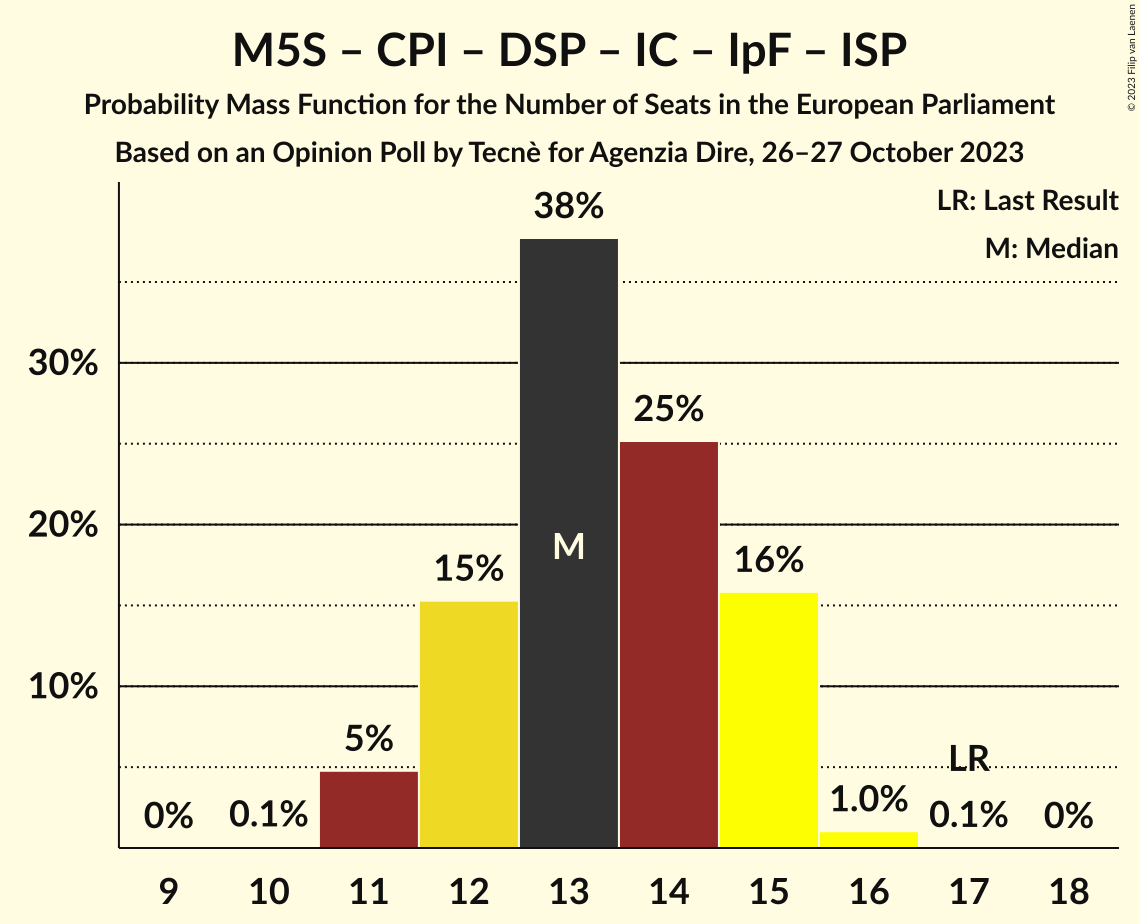 M5S – CPI – DSP – IC – IpF – ISP
Probability Mass Function for the Number of Seats in the European Parliament
Based on an Opinion Poll by Tecnè for Agenzia Dire, 26–27 October 2023
© 2023 Filip van Laenen
LR: Last Result
M: Median
38%
30%
25%
20%
M
15%
16%
10%
5%
LR
0%
0.1%
1.0%
0.1%
0%
9 10 11 12 13 14 15 16 17 18